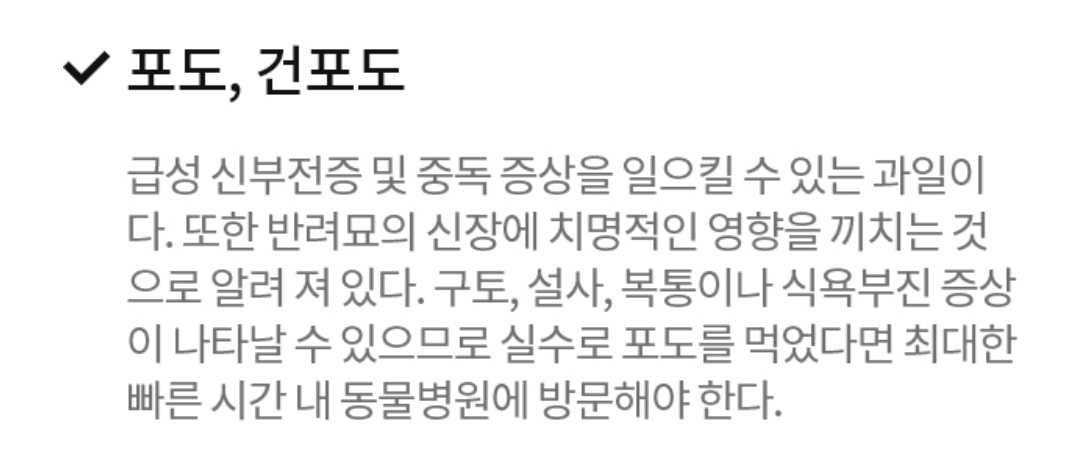 포도, 건포도
급성 신부전증 및 중독 증상을 일으킬 수 있는 과일이
다. 또한 반려묘의 신장에 치명적인 영향을 끼치는 것
으로 알려 져 있다. 구토, 설사, 복통이나 식욕부진 증상
이 나타날 수 있으므로 실수로 포도를 먹었다면 최대한
빠른 시간 내 동물병원에 방문해야 한다.